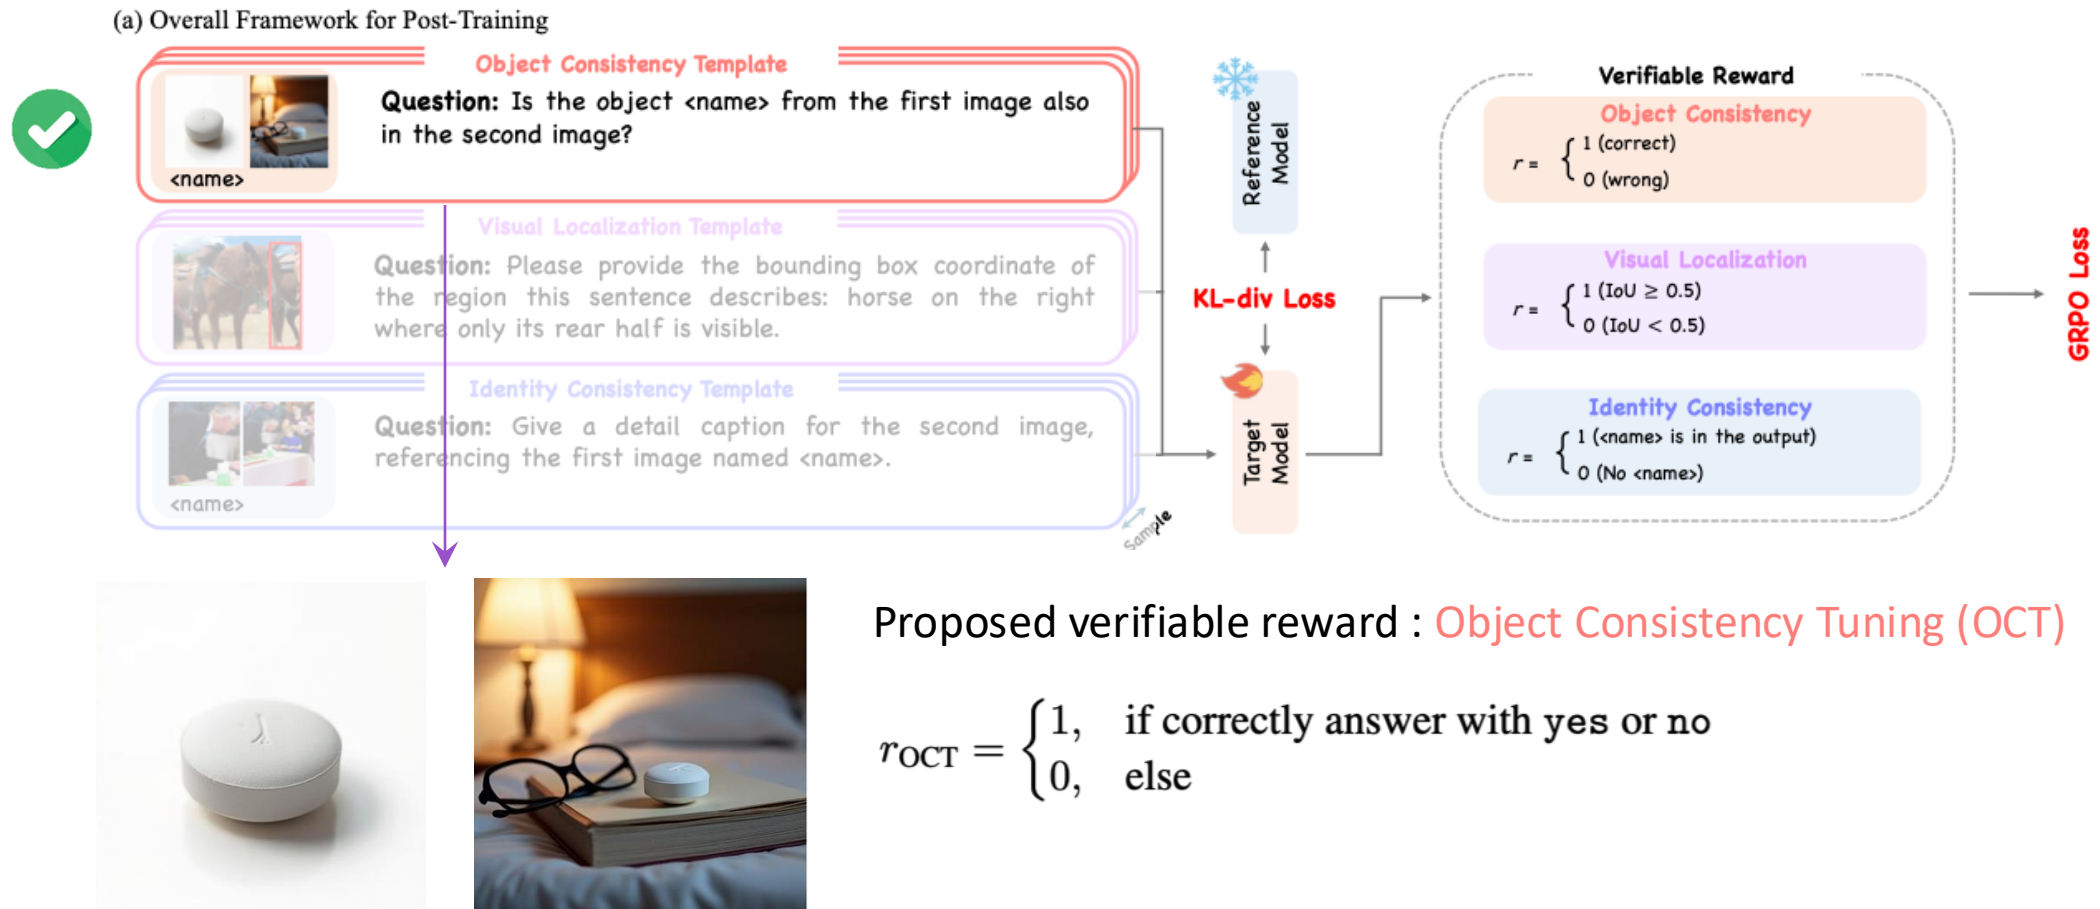 (a) Overall Framework for Post-Training
Object Consistency Template
Question: Is the object <name> from the first image also
in the second image?
<name>
Visual Localization Template
Question: Please provide the bounding box coordinate of
the region this sentence describes: horse on the right
where only its rear half is visible.
Identity Consistency Template
Question: Give a detail caption for the second image,
referencing the first image named <name>.
<name>
Sample
Reference
Model
KL-div Loss
Target
Model
Verifiable Reward
Object Consistency
r = { 1 (correct)
0 (wrong)
Visual Localization
r = { 1 (IoU ≥ 0.5)
0 (IoU < 0.5)
Identity Consistency
r = { 1 (<name> is in the output)
0 (No <name>)
GRPO Loss
Proposed verifiable reward : Object Consistency Tuning (OCT)
r_OCT = { 1, if correctly answer with yes or no
0, else